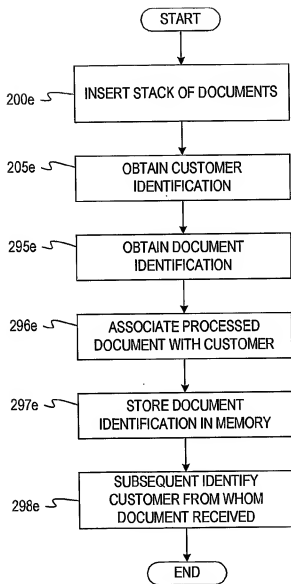 START
200e
INSERT STACK OF DOCUMENTS
205e
OBTAIN CUSTOMER
IDENTIFICATION
295e
OBTAIN DOCUMENT
IDENTIFICATION
296e
ASSOCIATE PROCESSED
DOCUMENT WITH CUSTOMER
297e
STORE DOCUMENT
IDENTIFICATION IN MEMORY
298e
SUBSEQUENT IDENTIFY
CUSTOMER FROM WHOM
DOCUMENT RECEIVED
END